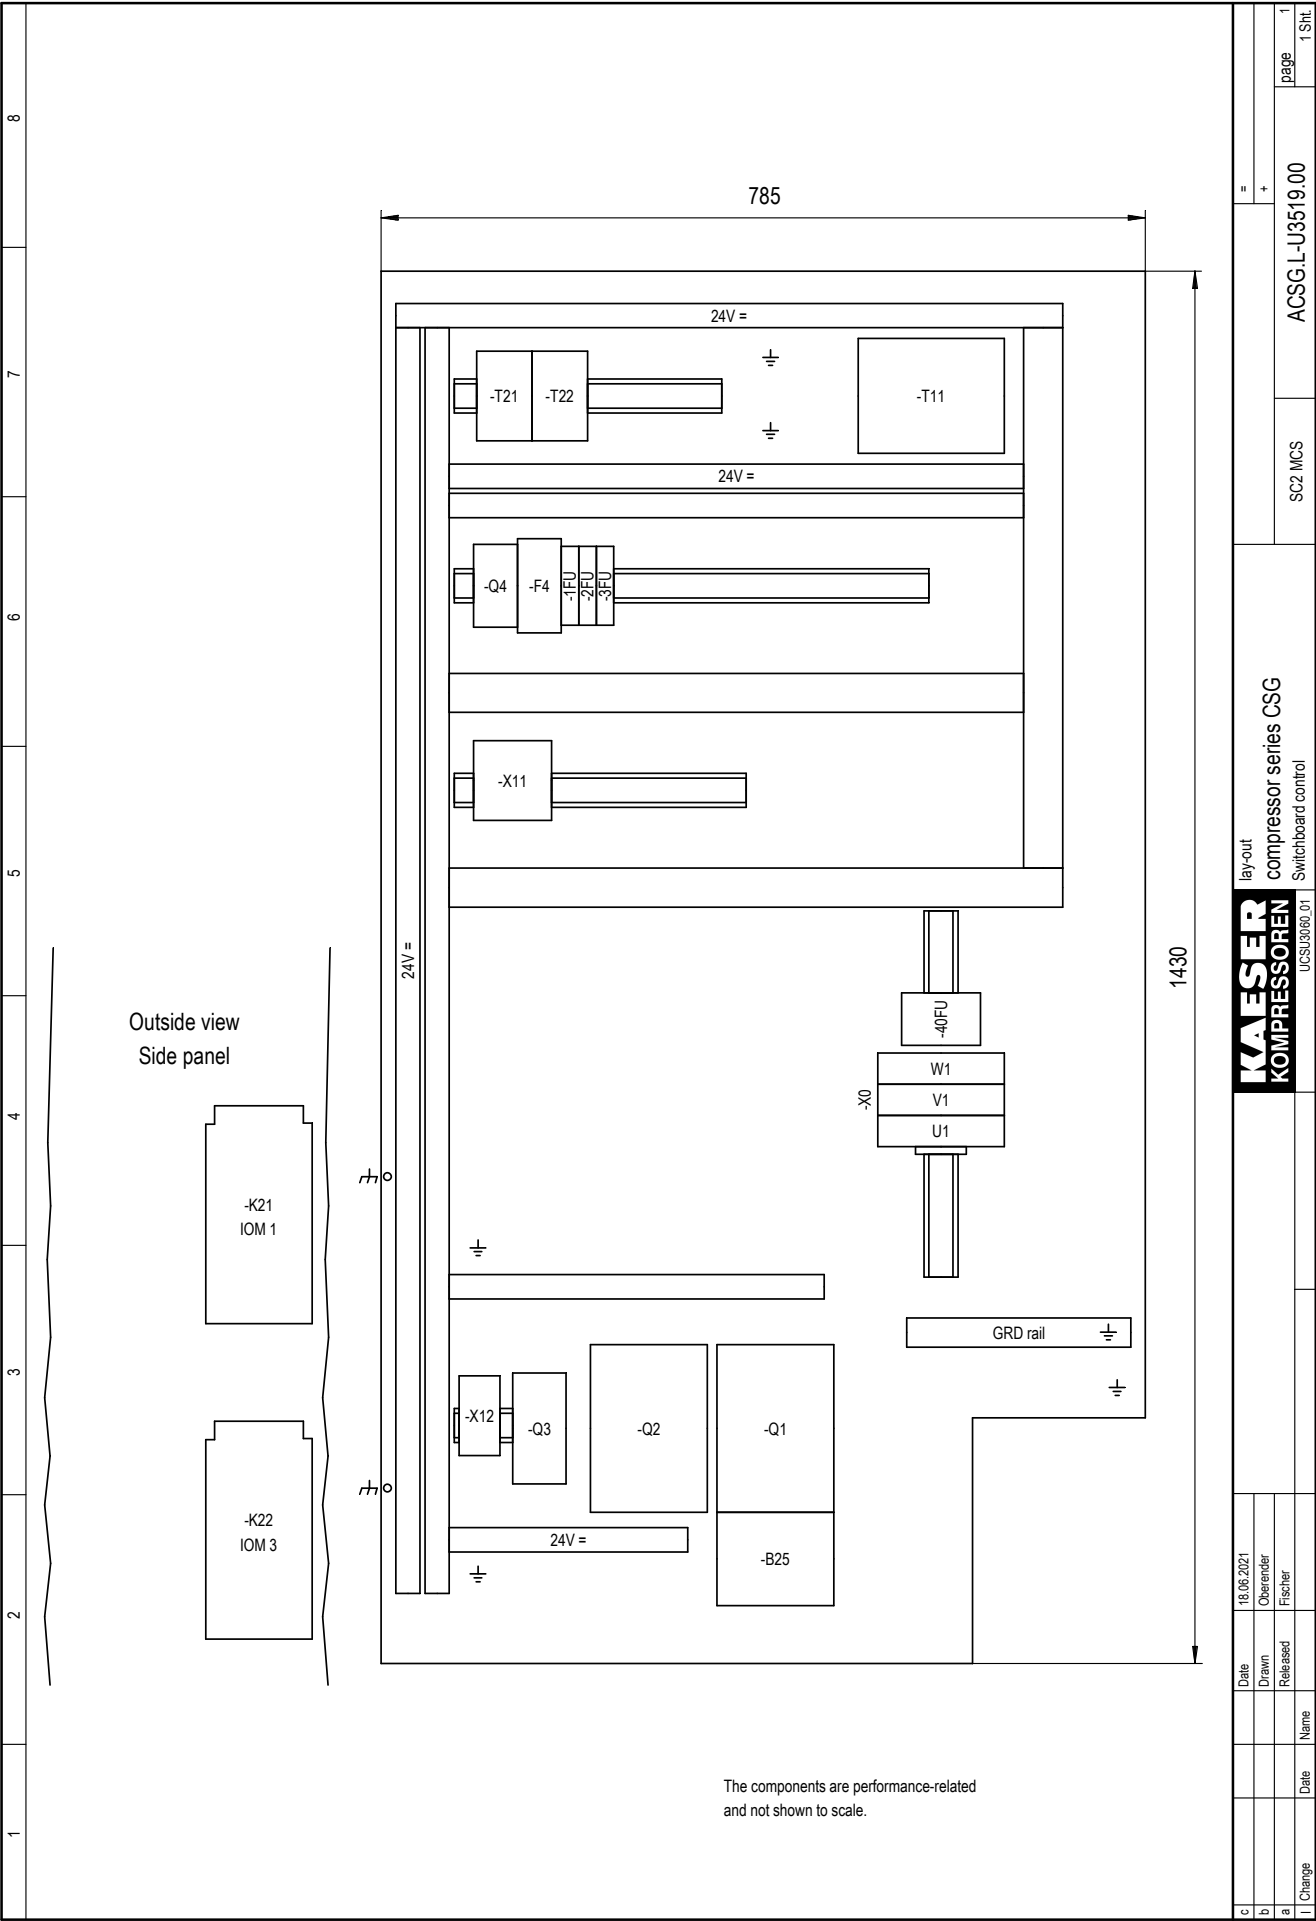 8
7
6
5
4
3
2
1
785
24V =
-T21
-T22
-T11
24V =
-Q4
-F4
-1FU
-2FU
-3FU
-X11
24V =
1430
Outside view
Side panel
-40FU
W1
V1
U1
-X0
-K21
IOM 1
GRD rail
-X12
-Q3
-Q2
-Q1
-K22
IOM 3
24V =
-B25
The components are performance-related
and not shown to scale.
c
b
a
I
Change
Date
Name
Date
18.06.2021
Drawn
Oberender
Released
Fischer
KAESER
KOMPRESSOREN
UCSU3060_01
lay-out
compressor series CSG
Switchboard control
SC2 MCS
=
+
ACSG.L-U3519.00
page
1
1 Sht.